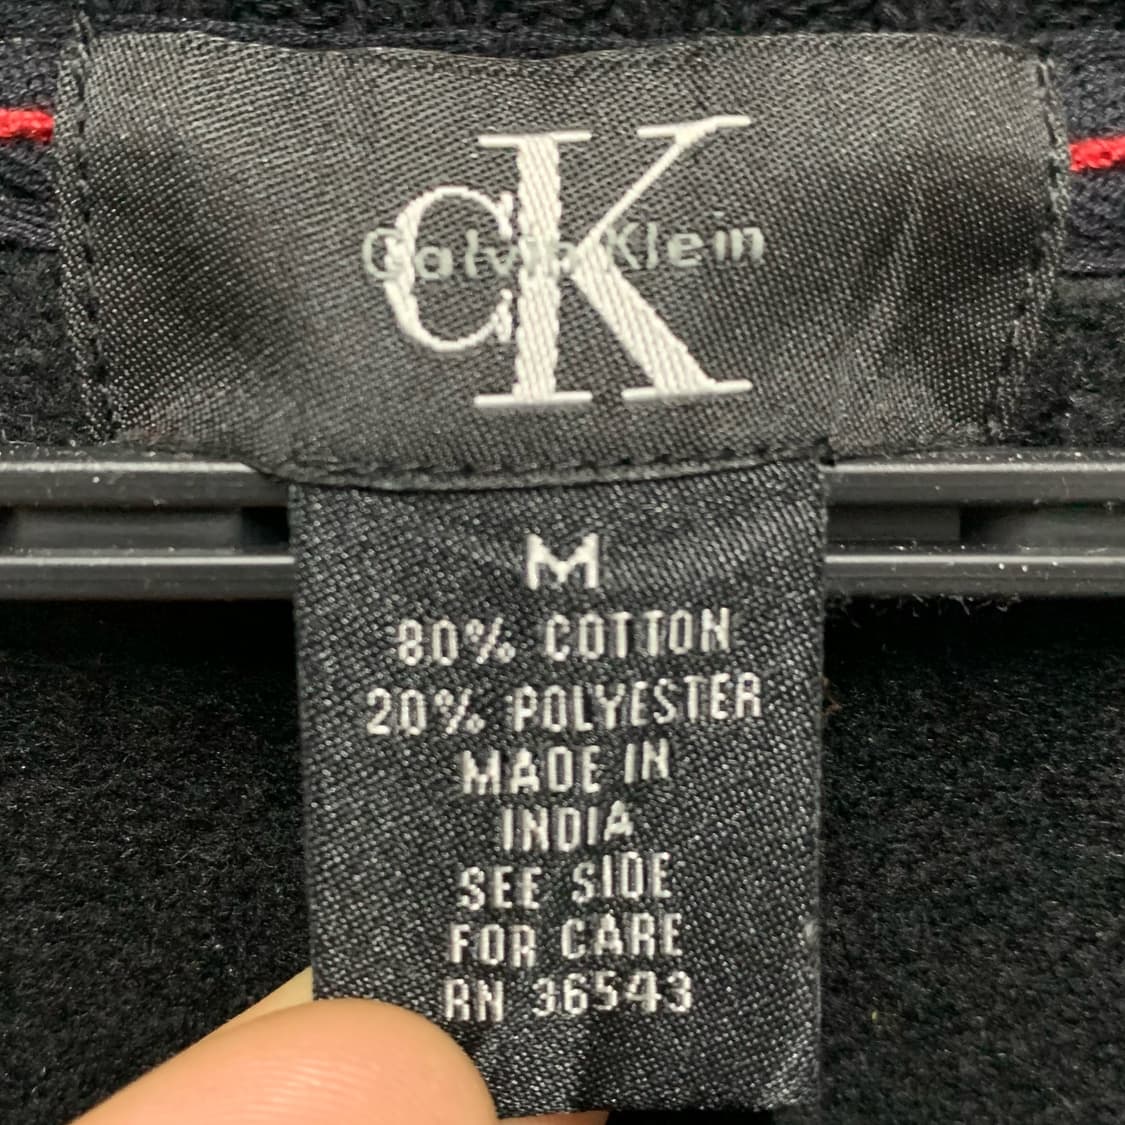 CK
Calvin Klein
M
80% COTTON
20% POLYESTER
MADE IN
INDIA
SEE SIDE
FOR CARE
RN 36543